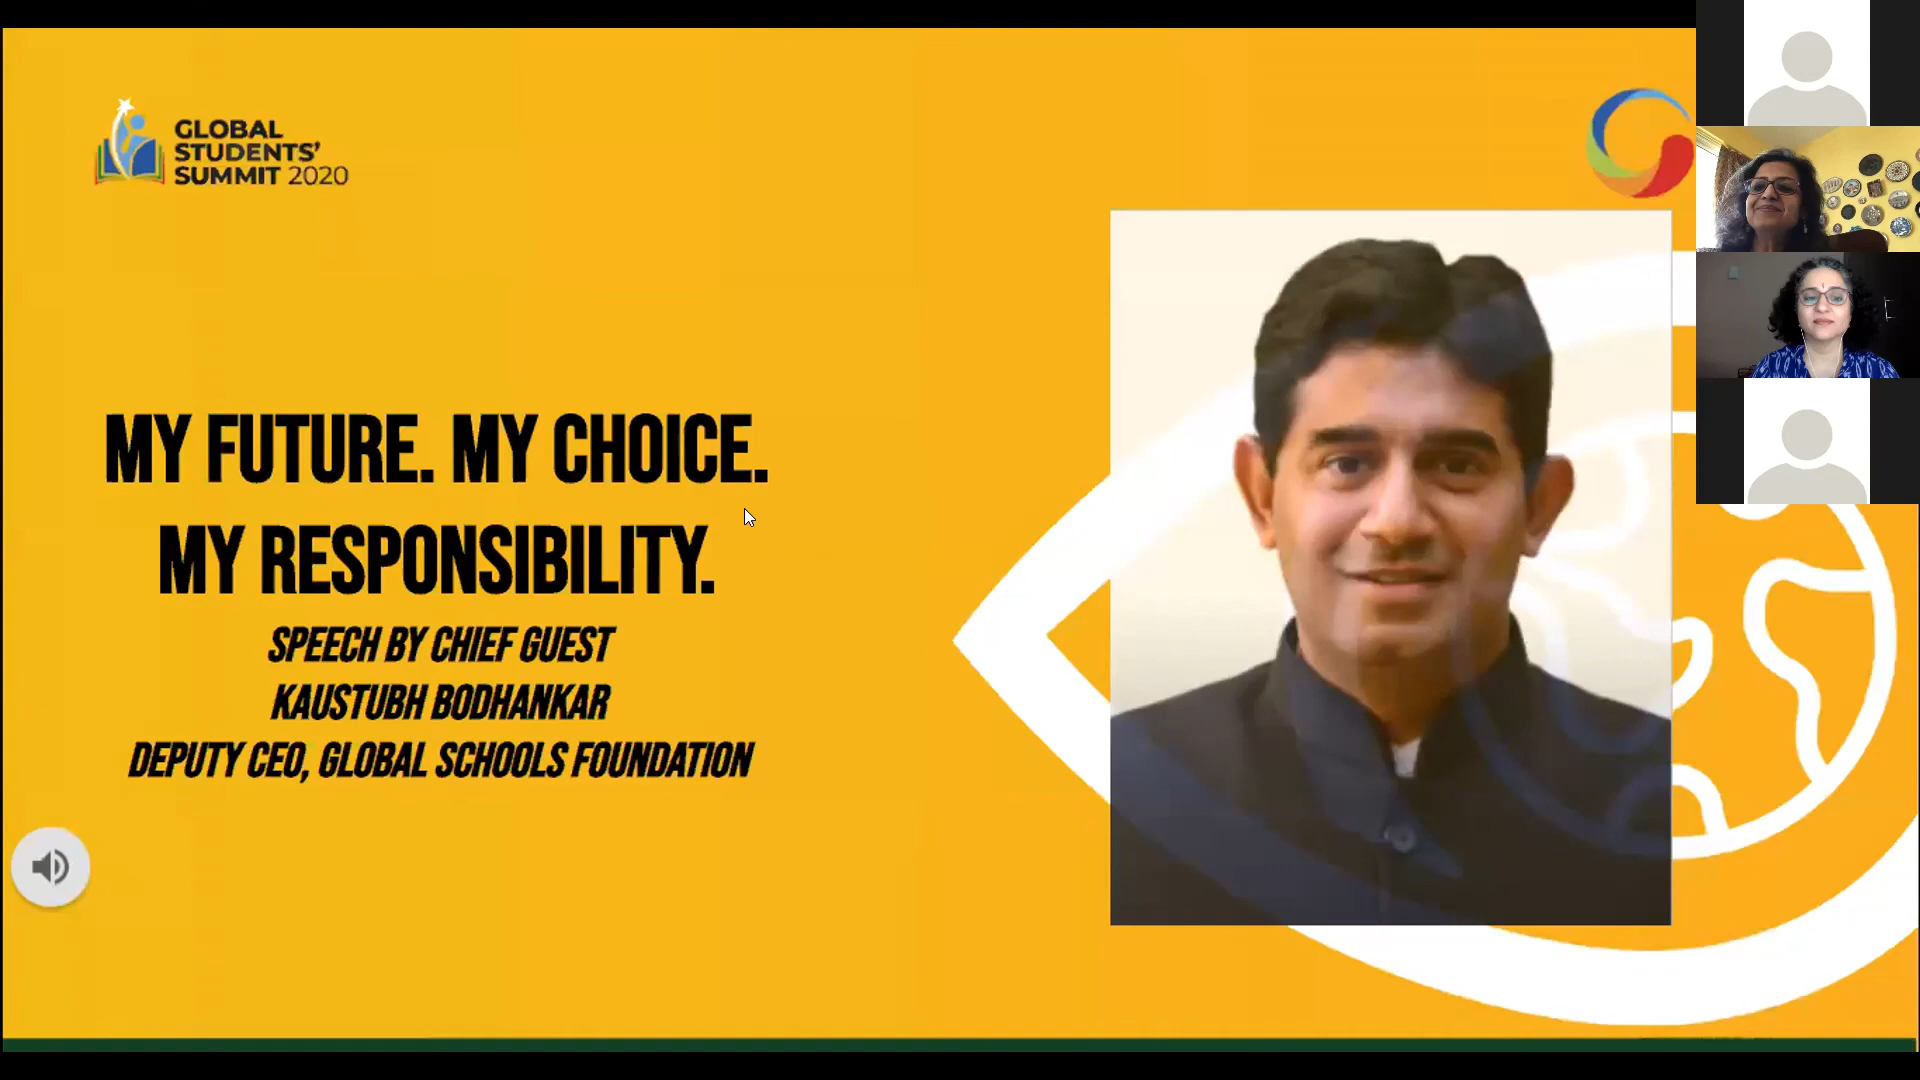 GLOBAL
STUDENTS'
SUMMIT 2020
MY FUTURE. MY CHOICE.
MY RESPONSIBILITY.
SPEECH BY CHIEF GUEST
KAUSTUBH BODHANKAR
DEPUTY CEO, GLOBAL SCHOOLS FOUNDATION